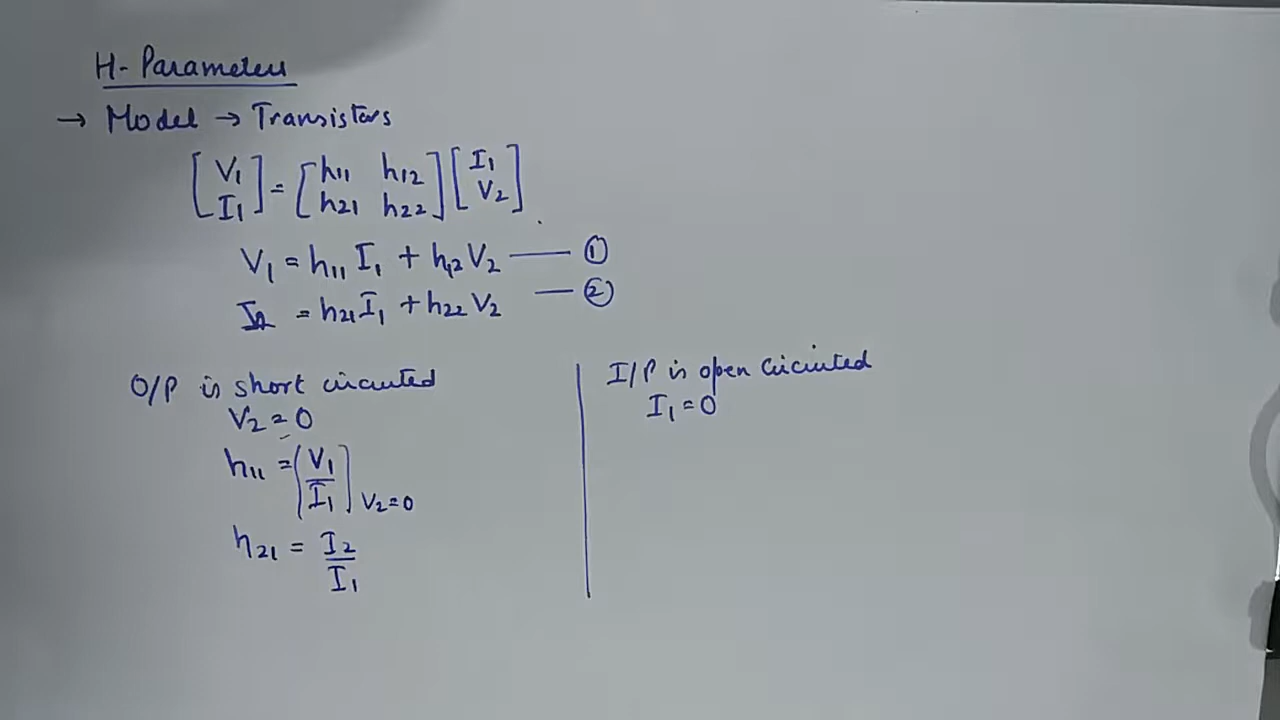 H- Parameters
→ Model → Transistors
[V1 I1] = [h11 h12 h21 h22] [I1 V2]
V1 = h11 I1 + h12 V2 —— ①
I2 = h21 I1 + h22 V2 —— ②
O/P is short circuted
V2 = 0
h11 = [V1/I1] V2=0
h21 = I2/I1
I/P is open circuited
I1 = 0